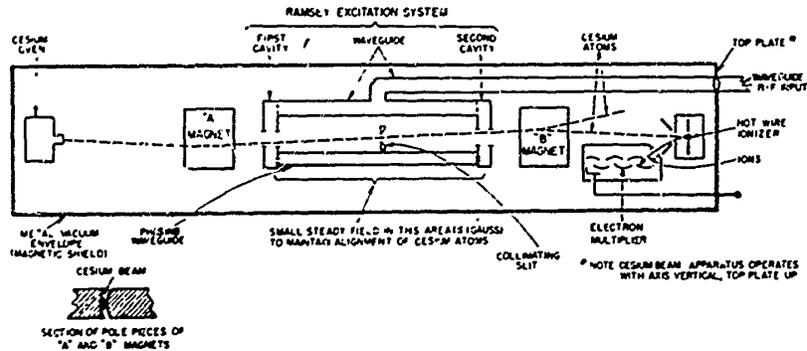 RAMSEY EXCITATION SYSTEM
CESIUM
OVEN
FIRST
CAVITY
WAVEGUIDE
SECOND
CAVITY
CESIUM
ATOMS
TOP PLATE *
WAVEGUIDE
R-F INPUT
"A"
MAGNET
"B"
MAGNET
HOT WIRE
IONIZER
IONS
METAL VACUUM
ENVELOPE
(MAGNETIC SHIELD)
PHASING
WAVEGUIDE
SMALL STEADY FIELD IN THIS AREA
TO MAINTAIN ALIGNMENT OF CESIUM ATOMS
COLLIMATING
SLIT
ELECTRON
MULTIPLIER
* NOTE CESIUM BEAM APPARATUS OPERATES
WITH AXIS VERTICAL, TOP PLATE UP
CESIUM BEAM
SECTION OF POLE PIECES OF
"A" AND "B" MAGNETS